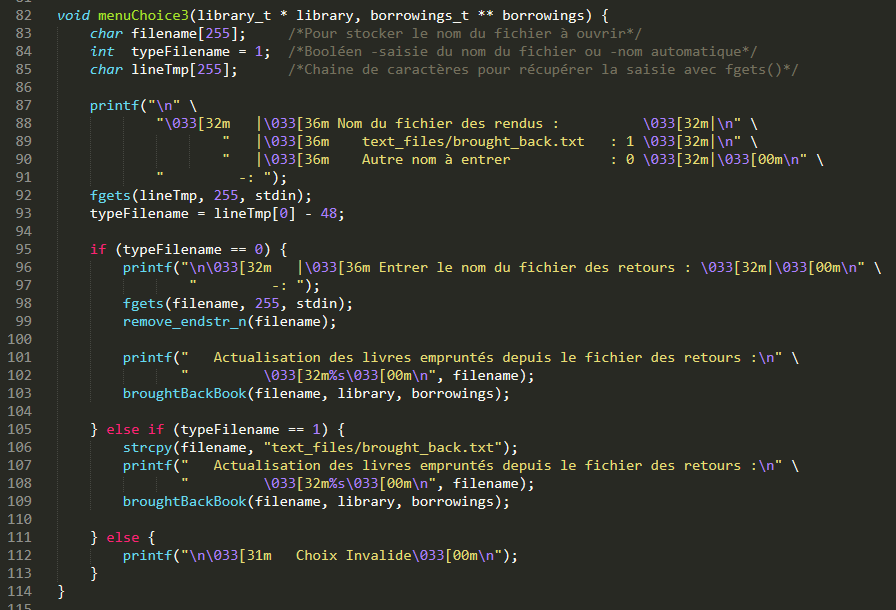 82 void menuChoice3(library_t * library, borrowings_t ** borrowings) {
83     char filename[255];     /*Pour stocker le nom du fichier à ouvrir*/
84     int  typeFilename = 1;  /*Booléen -saisie du nom du fichier ou -nom automatique*/
85     char lineTmp[255];      /*Chaine de caractères pour récupérer la saisie avec fgets()*/
86
87     printf("\n" \
88             "\033[32m   |\033[36m Nom du fichier des rendus :          \033[32m|\n" \
89                     "   |\033[36m    text_files/brought_back.txt   : 1 \033[32m|\n" \
90                     "   |\033[36m    Autre nom à entrer            : 0 \033[32m|\033[00m\n" \
91             "         -: ");
92     fgets(lineTmp, 255, stdin);
93     typeFilename = lineTmp[0] - 48;
94
95     if (typeFilename == 0) {
96         printf("\n\033[32m   |\033[36m Entrer le nom du fichier des retours : \033[32m|\033[00m\n" \
97                 "         -: ");
98         fgets(filename, 255, stdin);
99         remove_endstr_n(filename);
100
101         printf("   Actualisation des livres empruntés depuis le fichier des retours :\n" \
102                "         \033[32m%s\033[00m\n", filename);
103         broughtBackBook(filename, library, borrowings);
104
105     } else if (typeFilename == 1) {
106         strcpy(filename, "text_files/brought_back.txt");
107         printf("   Actualisation des livres empruntés depuis le fichier des retours :\n" \
108                "         \033[32m%s\033[00m\n", filename);
109         broughtBackBook(filename, library, borrowings);
110
111     } else {
112         printf("\n\033[31m   Choix Invalide\033[00m\n");
113     }
114 }
115